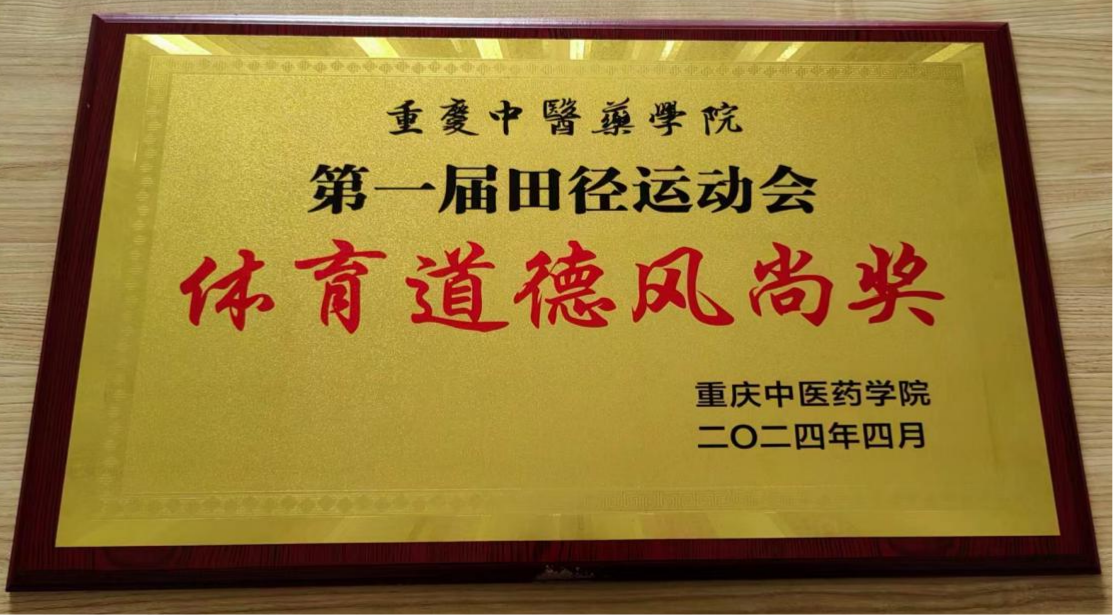 重慶中醫藥學院
第一届田径运动会
体育道德风尚奖
重庆中医药学院
二〇二四年四月